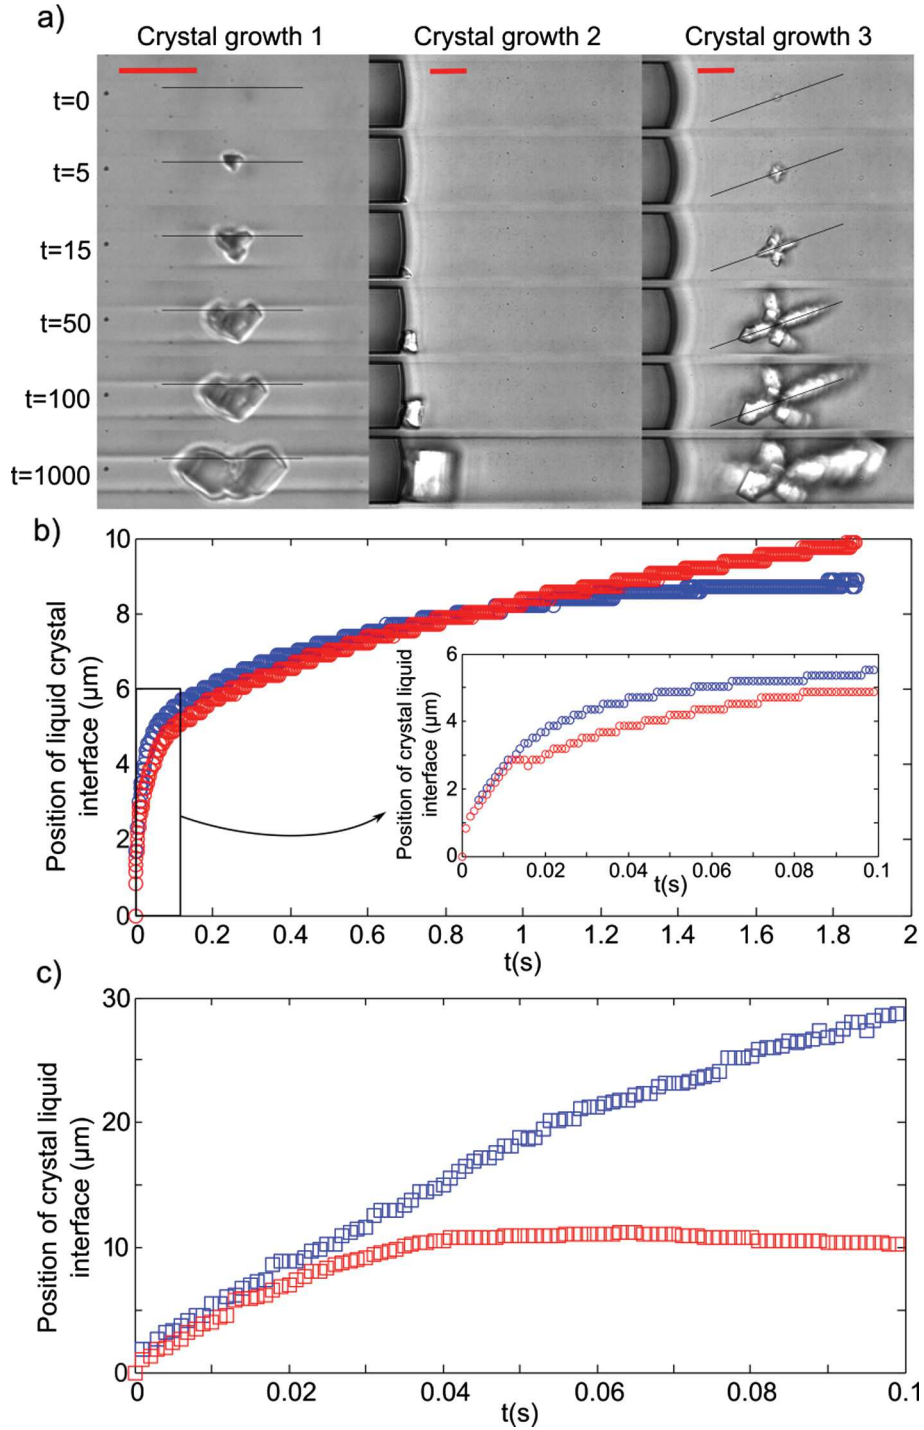 a)
Crystal growth 1
Crystal growth 2
Crystal growth 3
t=0
t=5
t=15
t=50
t=100
t=1000
b)
Position of liquid crystal
interface (μm)
10
8
6
4
2
0
0
0.2
0.4
0.6
0.8
1
1.2
1.4
1.6
1.8
2
t(s)
Position of crystal liquid
interface (μm)
6
4
2
0
0.02
0.04
0.06
0.08
0.1
t(s)
c)
Position of crystal liquid
interface (μm)
30
20
10
0
0
0.02
0.04
0.06
0.08
0.1
t(s)